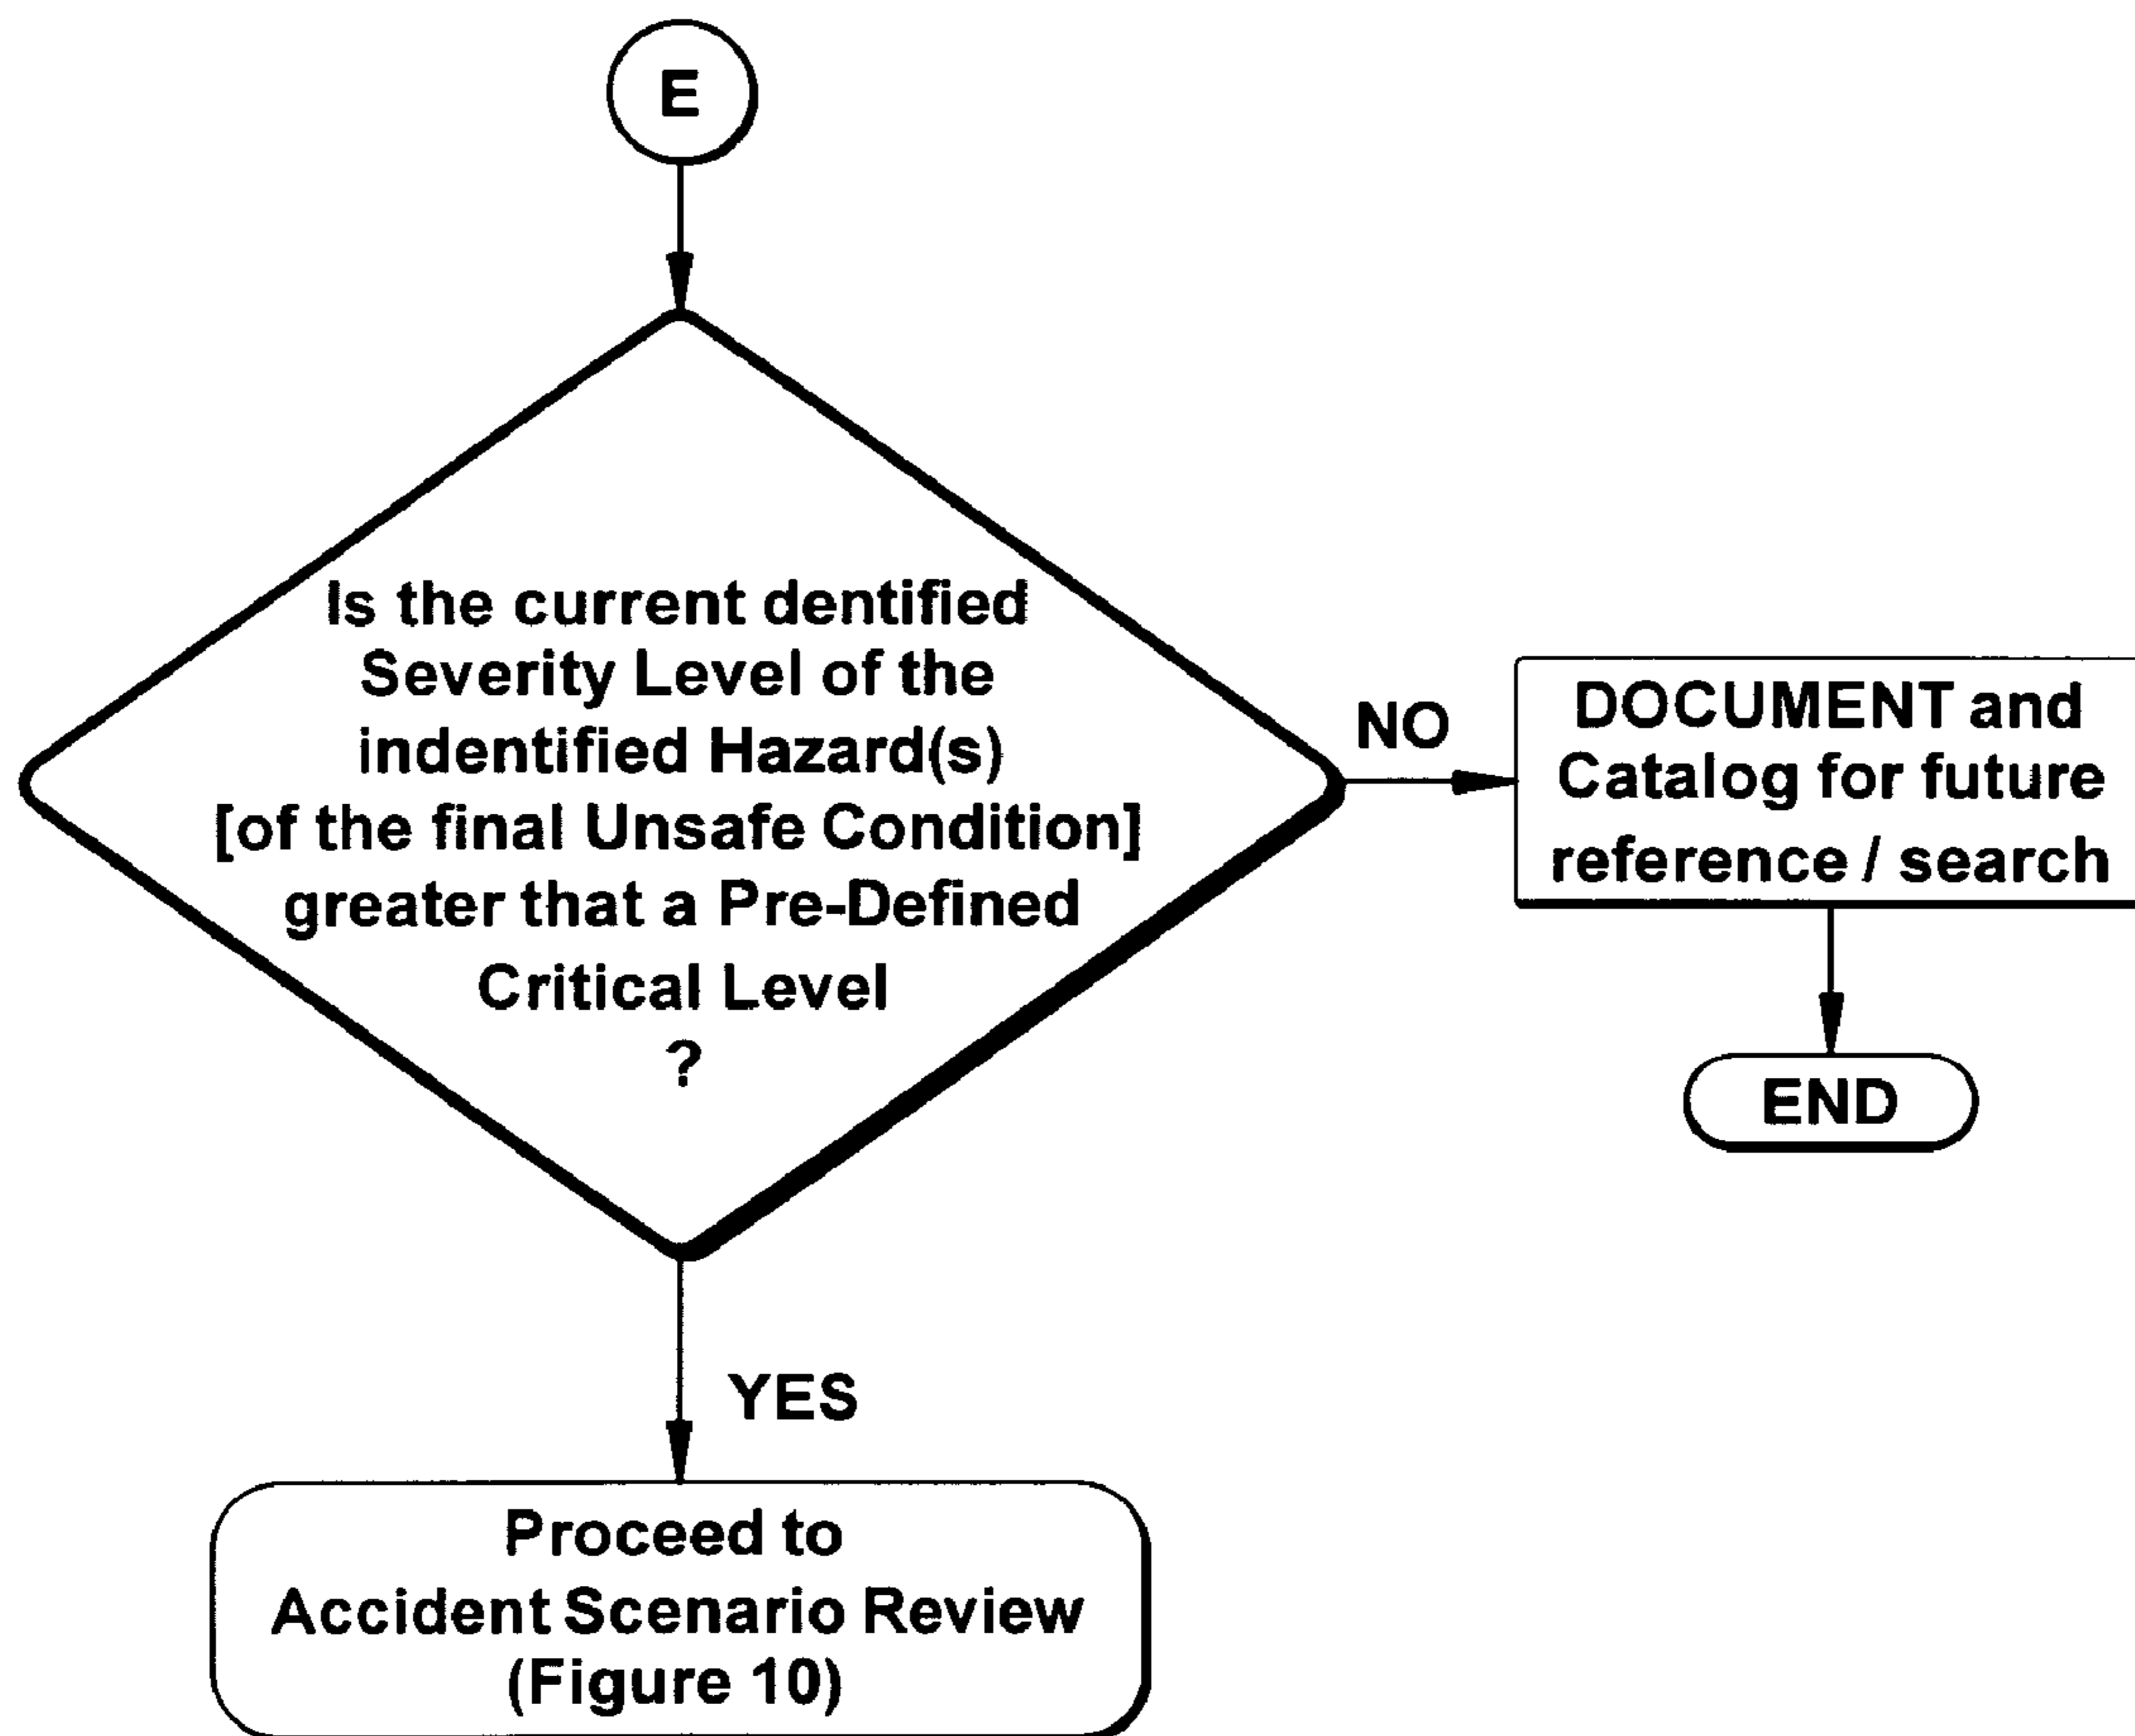 E
Is the current dentified
Severity Level of the
indentified Hazard(s)
[of the final Unsafe Condition]
greater that a Pre-Defined
Critical Level
?
NO
DOCUMENT and
Catalog for future
reference / search
END
YES
Proceed to
Accident Scenario Review
(Figure 10)